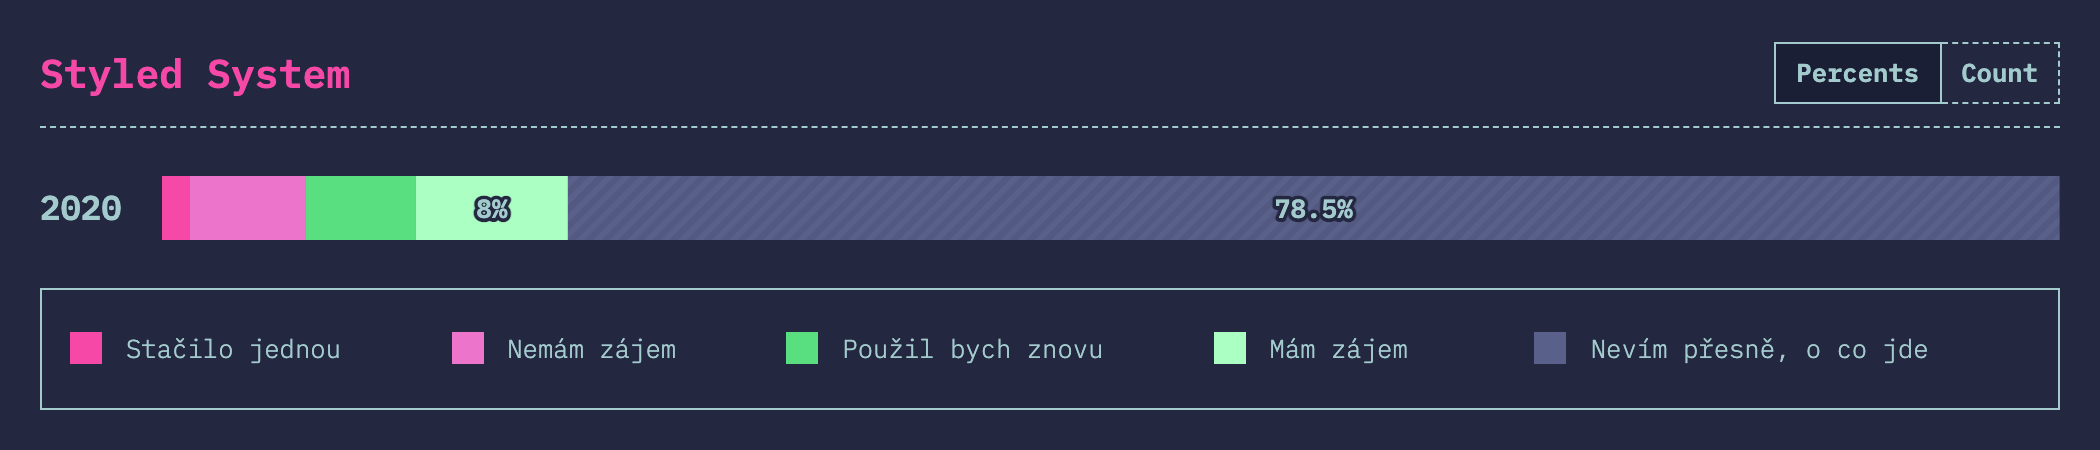 Styled System
Percents Count
2020 8% 78.5%
Stačilo jednou Nemám zájem Použil bych znovu Mám zájem Nevím přesně, o co jde